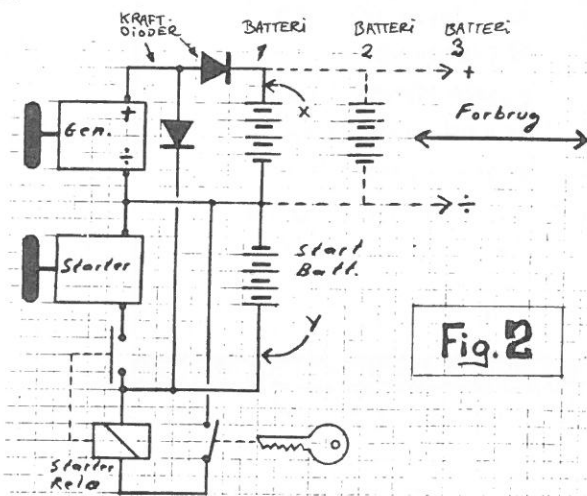 KRAFT-
DIODER
BATTERI
1
BATTERI
2
BATTERI
3
+
X
Gen.
+
÷
Forbrug
÷
Starter
Start
Batt.
Y
Fig. 2
Starter
Relæ